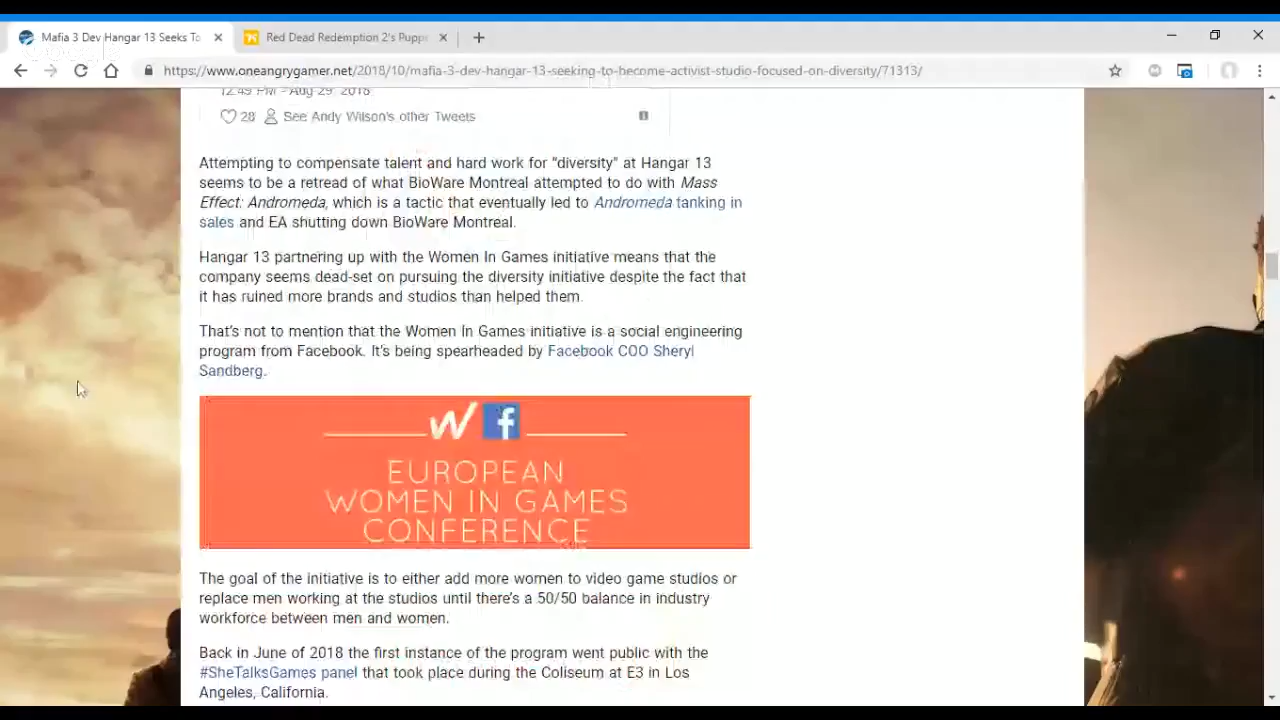 Mafia 3 Dev Hangar 13 Seeks To
Red Dead Redemption 2's Puppe
https://www.oneangrygamer.net/2018/10/mafia-3-dev-hangar-13-seeking-to-become-activist-studio-focused-on-diversity/71313/
12:49 PM - Aug 29, 2018
28 See Andy Wilson's other Tweets
Attempting to compensate talent and hard work for "diversity" at Hangar 13
seems to be a retread of what BioWare Montreal attempted to do with Mass
Effect: Andromeda, which is a tactic that eventually led to Andromeda tanking in
sales and EA shutting down BioWare Montreal.
Hangar 13 partnering up with the Women In Games initiative means that the
company seems dead-set on pursuing the diversity initiative despite the fact that
it has ruined more brands and studios than helped them.
That's not to mention that the Women In Games initiative is a social engineering
program from Facebook. It's being spearheaded by Facebook COO Sheryl
Sandberg.
W f
EUROPEAN
WOMEN IN GAMES
CONFERENCE
The goal of the initiative is to either add more women to video game studios or
replace men working at the studios until there's a 50/50 balance in industry
workforce between men and women.
Back in June of 2018 the first instance of the program went public with the
#SheTalksGames panel that took place during the Coliseum at E3 in Los
Angeles, California.